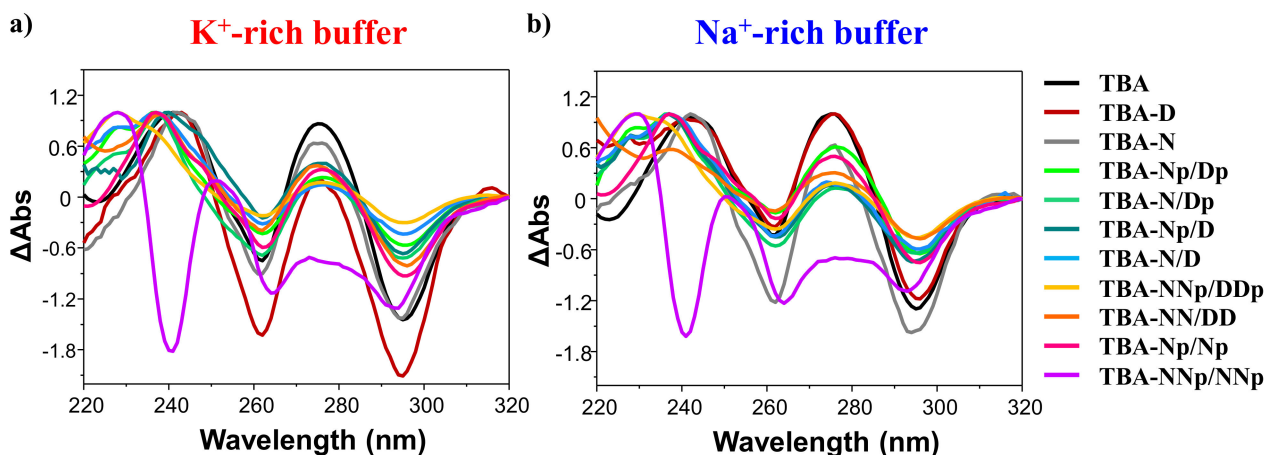 a)
K⁺-rich buffer
ΔAbs
1.2
0.6
0
-0.6
-1.2
-1.8
220 240 260 280 300 320
Wavelength (nm)
b)
Na⁺-rich buffer
ΔAbs
1.2
0.6
0
-0.6
-1.2
-1.8
220 240 260 280 300 320
Wavelength (nm)
TBA
TBA-D
TBA-N
TBA-Np/Dp
TBA-N/Dp
TBA-Np/D
TBA-N/D
TBA-NNp/DDp
TBA-NN/DD
TBA-Np/Np
TBA-NNp/NNp